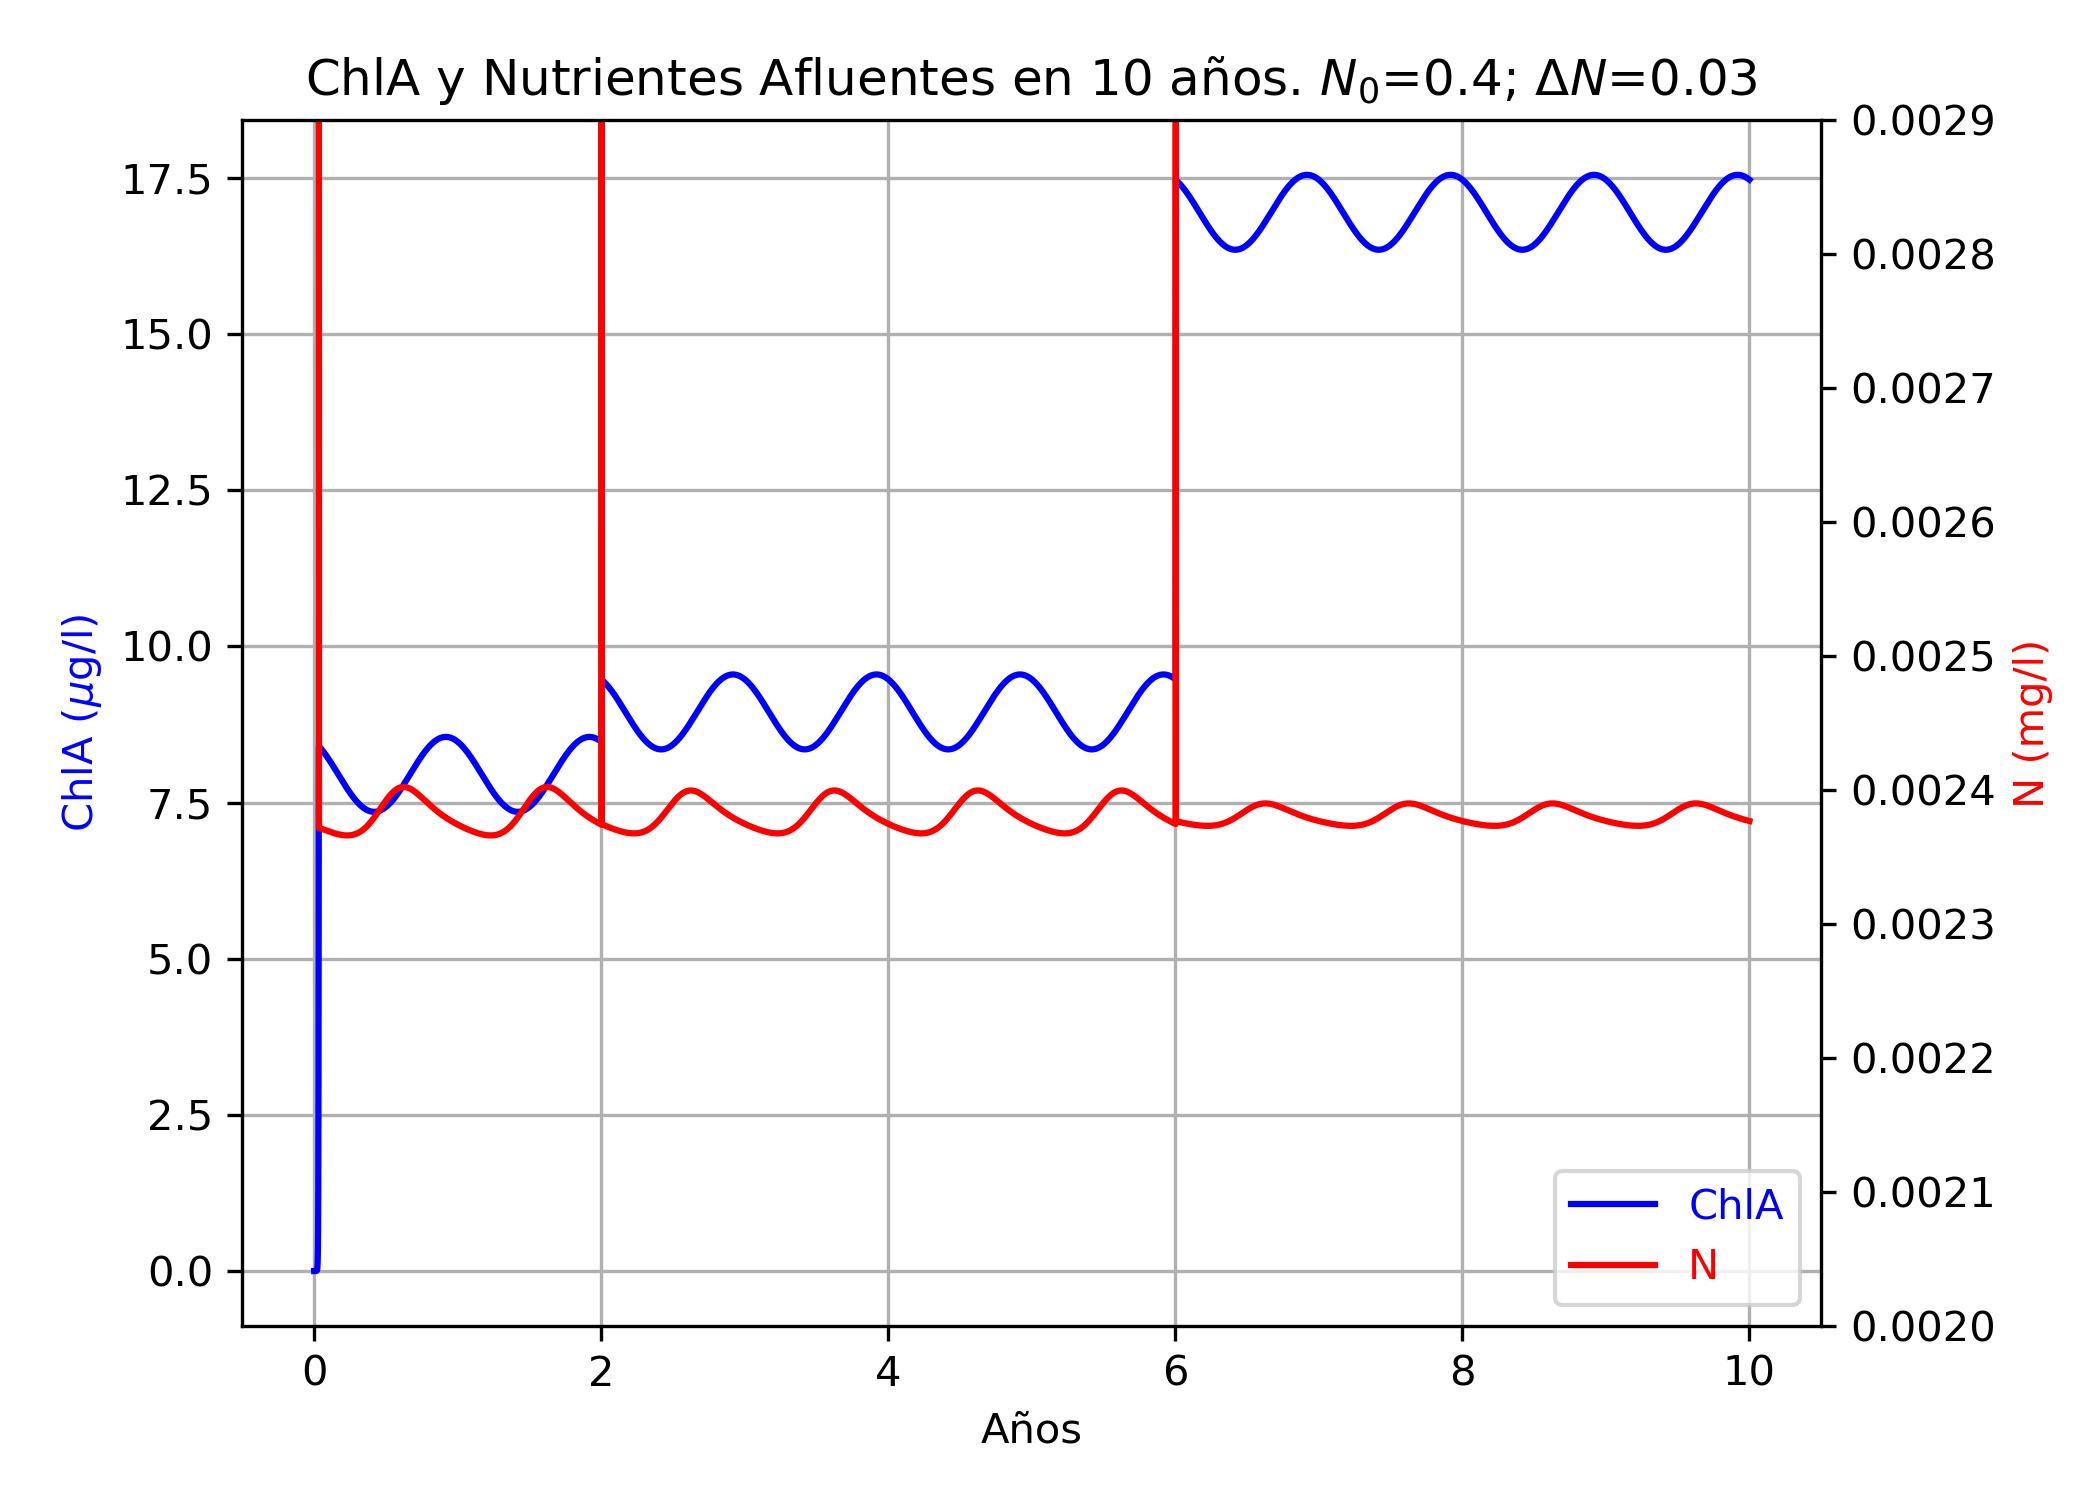 ChlA y Nutrientes Afluentes en 10 años. N₀=0.4; ΔN=0.03
17.5
15.0
12.5
10.0
7.5
5.0
2.5
0.0
ChlA (μg/l)
0.0029
0.0028
0.0027
0.0026
0.0025
0.0024
0.0023
0.0022
0.0021
0.0020
N (mg/l)
ChlA
N
0 2 4 6 8 10
Años